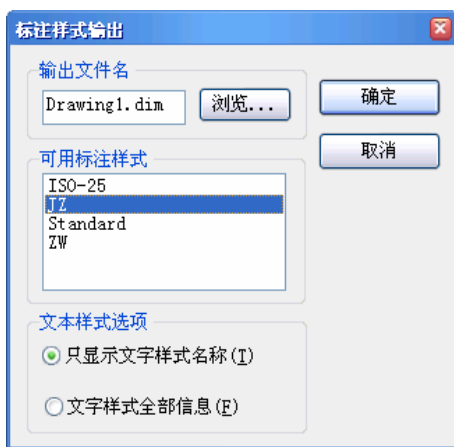 标注样式输出
输出文件名
Drawing1.dim
浏览...
确定
取消
可用标注样式
ISO-25
JZ
Standard
ZW
文本样式选项
只显示文字样式名称(I)
文字样式全部信息(F)